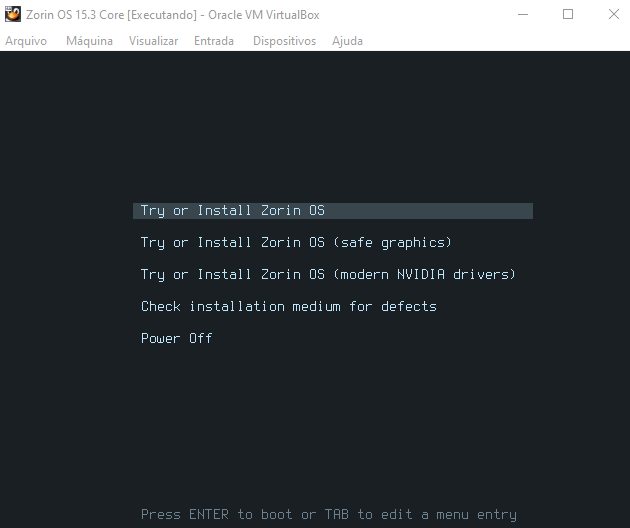 Zorin OS 15.3 Core [Executando] - Oracle VM VirtualBox
Arquivo Máquina Visualizar Entrada Dispositivos Ajuda
Try or Install Zorin OS
Try or Install Zorin OS (safe graphics)
Try or Install Zorin OS (modern NVIDIA drivers)
Check installation medium for defects
Power Off
Press ENTER to boot or TAB to edit a menu entry